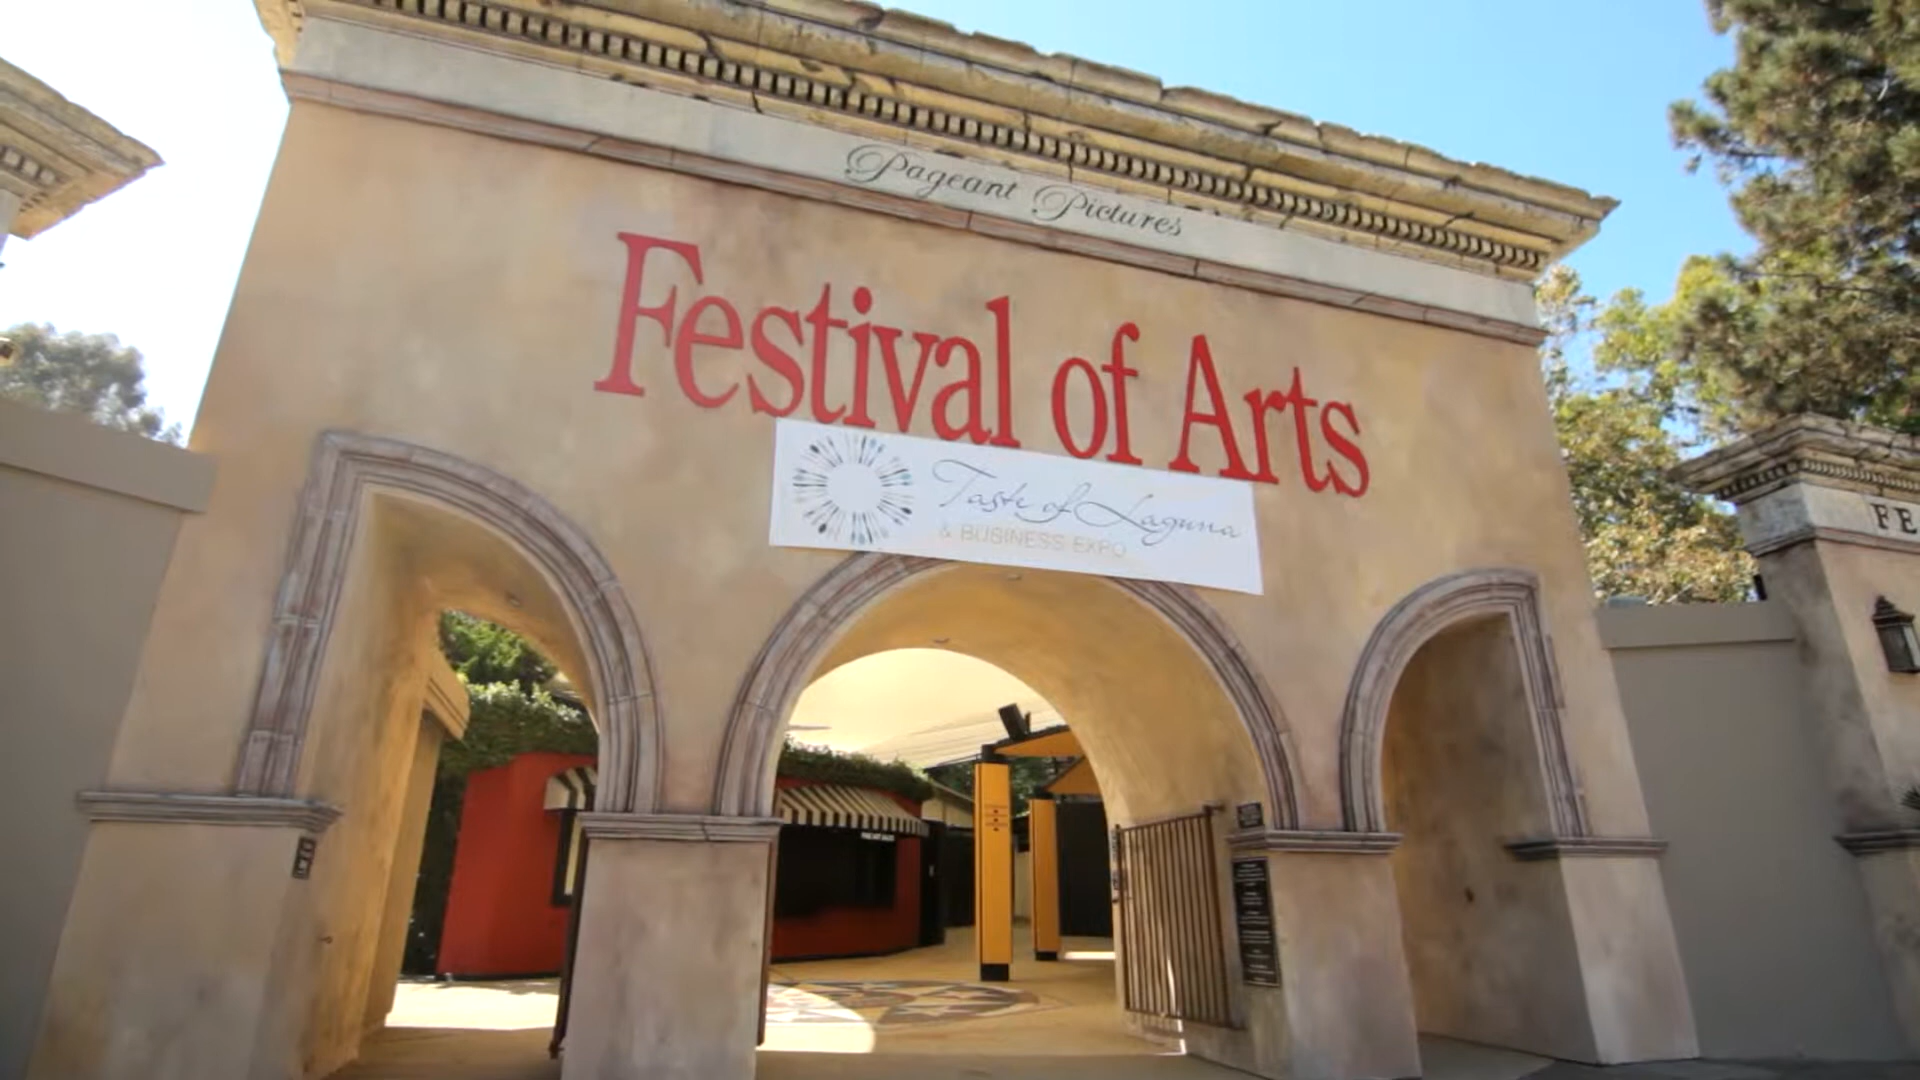 Pageant Pictures
Festival of Arts
Taste of Laguna
& BUSINESS EXPO
FE